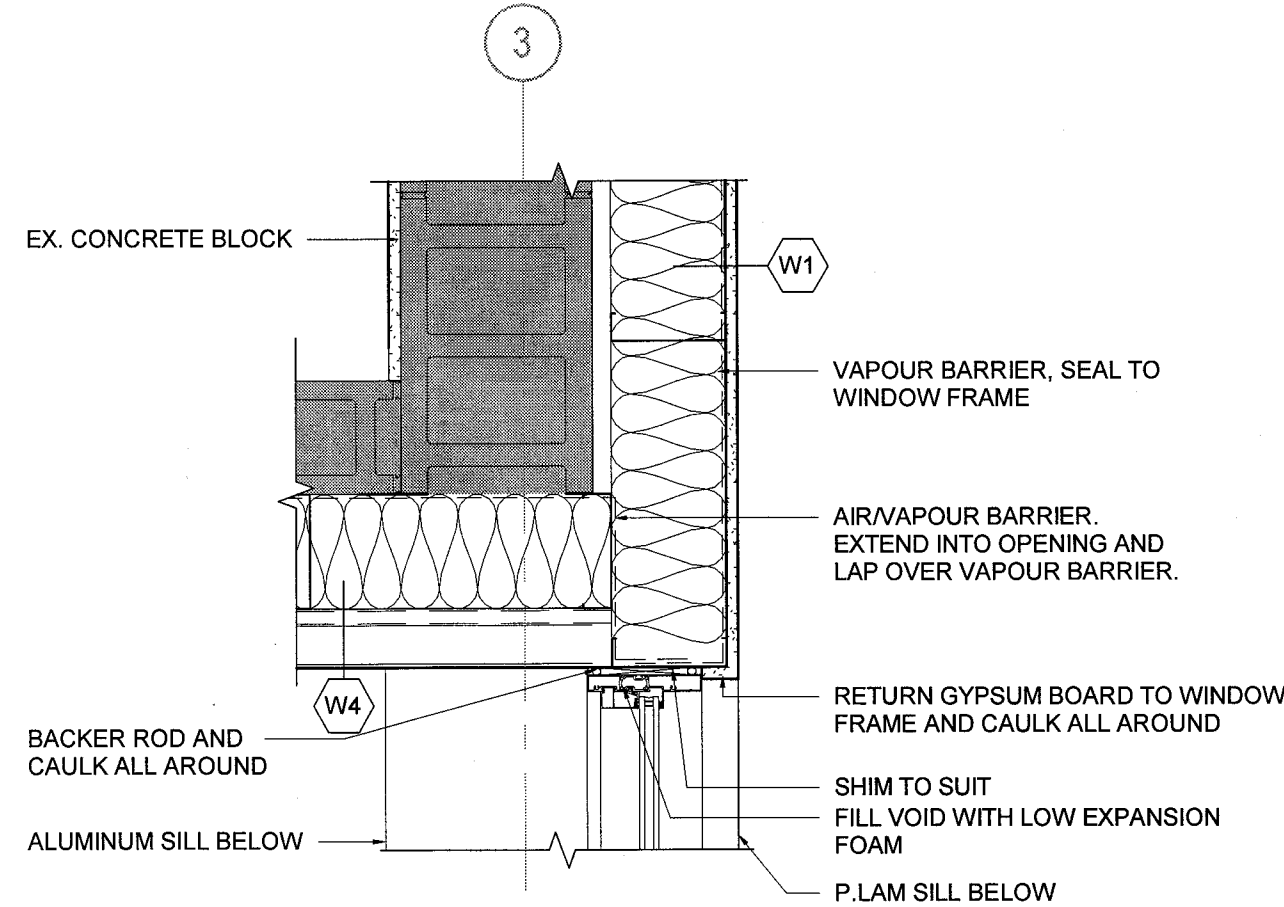 3
EX. CONCRETE BLOCK
W1
VAPOUR BARRIER, SEAL TO
WINDOW FRAME
AIR/VAPOUR BARRIER.
EXTEND INTO OPENING AND
LAP OVER VAPOUR BARRIER.
W4
RETURN GYPSUM BOARD TO WINDOW
FRAME AND CAULK ALL AROUND
BACKER ROD AND
CAULK ALL AROUND
SHIM TO SUIT
FILL VOID WITH LOW EXPANSION
FOAM
ALUMINUM SILL BELOW
P.LAM SILL BELOW